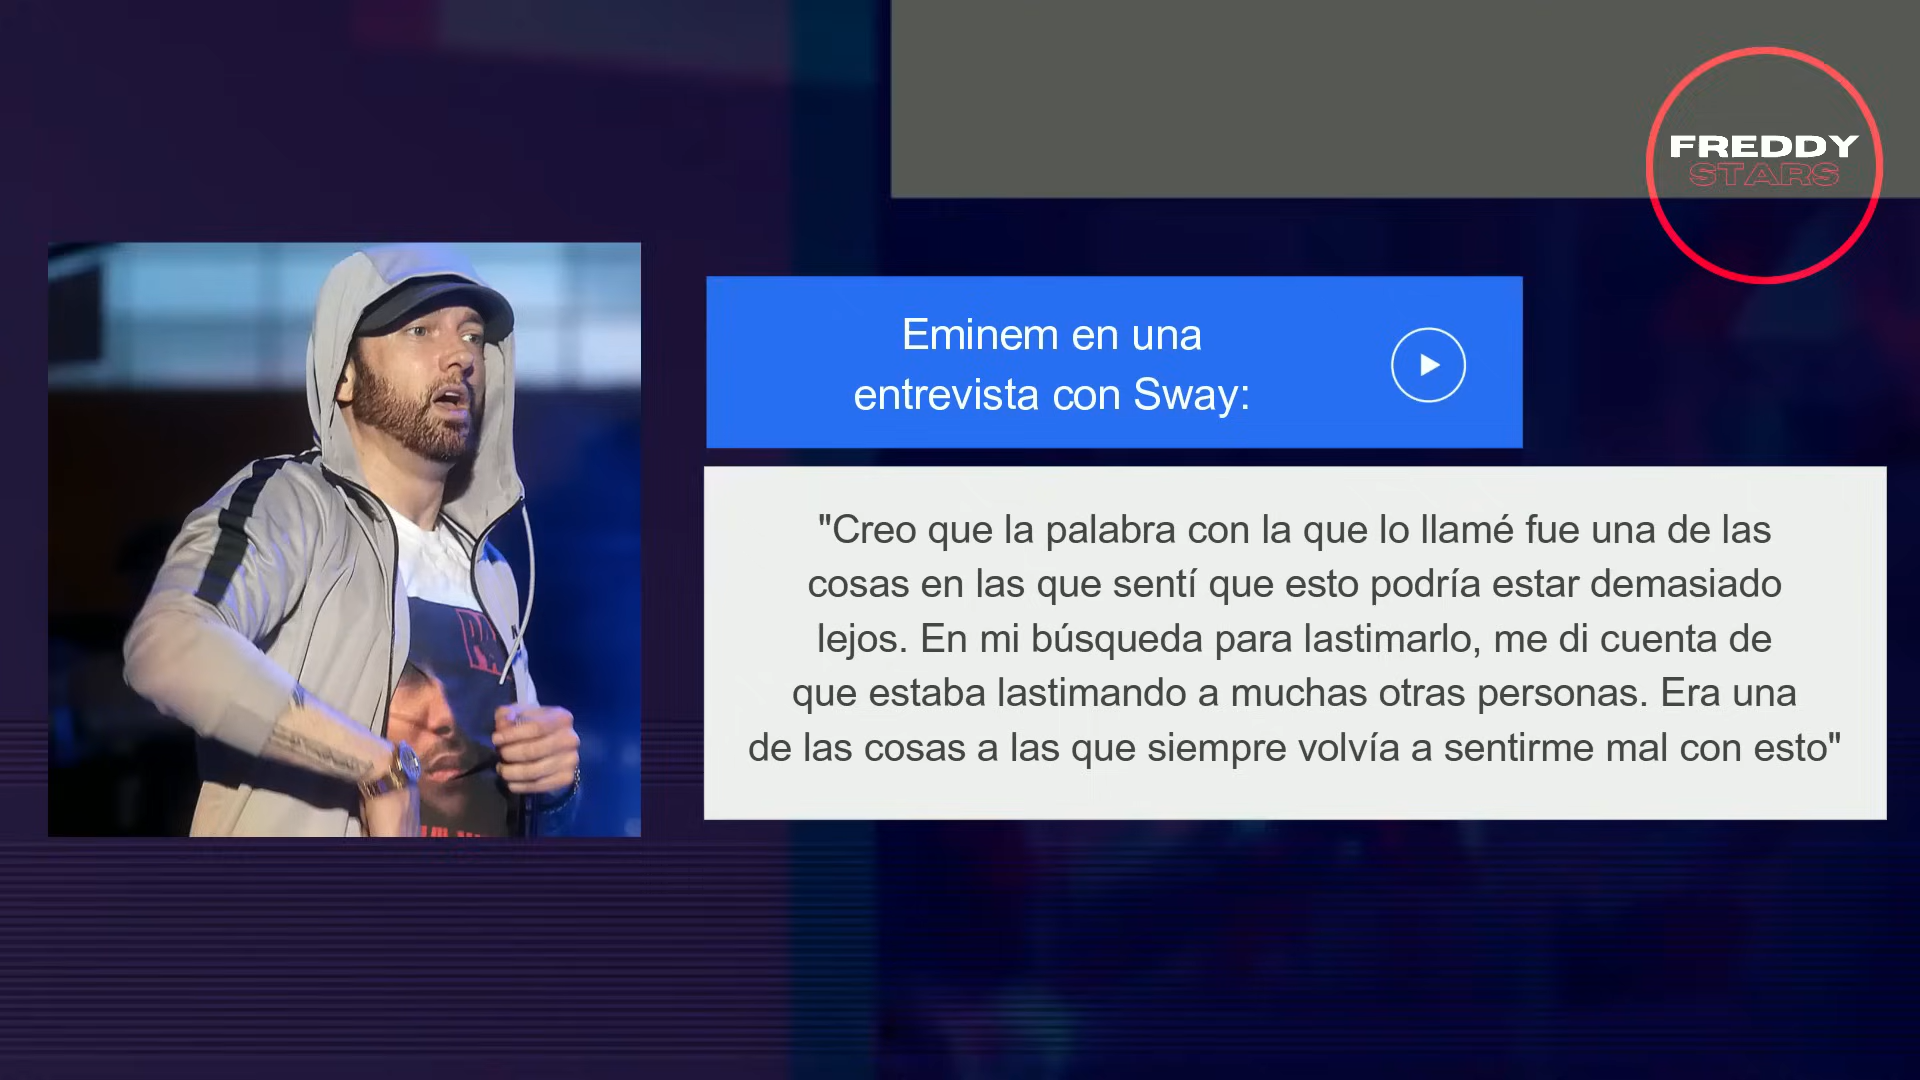 FREDDY
STARS
Eminem en una
entrevista con Sway:
"Creo que la palabra con la que lo llamé fue una de las
cosas en las que sentí que esto podría estar demasiado
lejos. En mi búsqueda para lastimarlo, me di cuenta de
que estaba lastimando a muchas otras personas. Era una
de las cosas a las que siempre volvía a sentirme mal con esto"